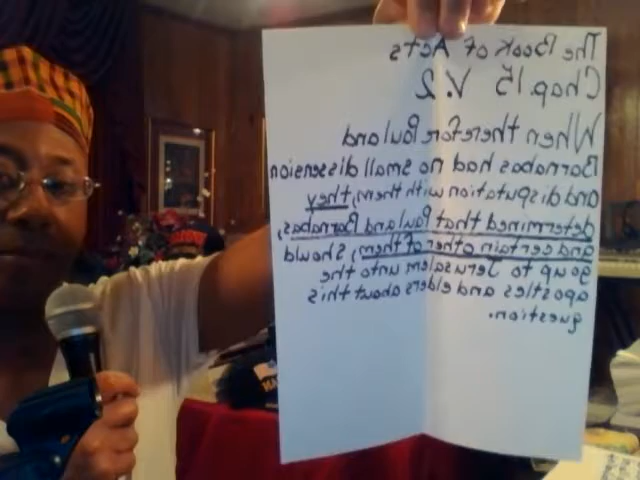 The Book of Acts
Chap. 15 V. 2
When therefore Paul and
Barnabas had no small dissension
and disputation with them, they
determined that Paul and Barnabas,
and certain other of them, should
go up to Jerusalem unto the
apostles and elders about this
question.